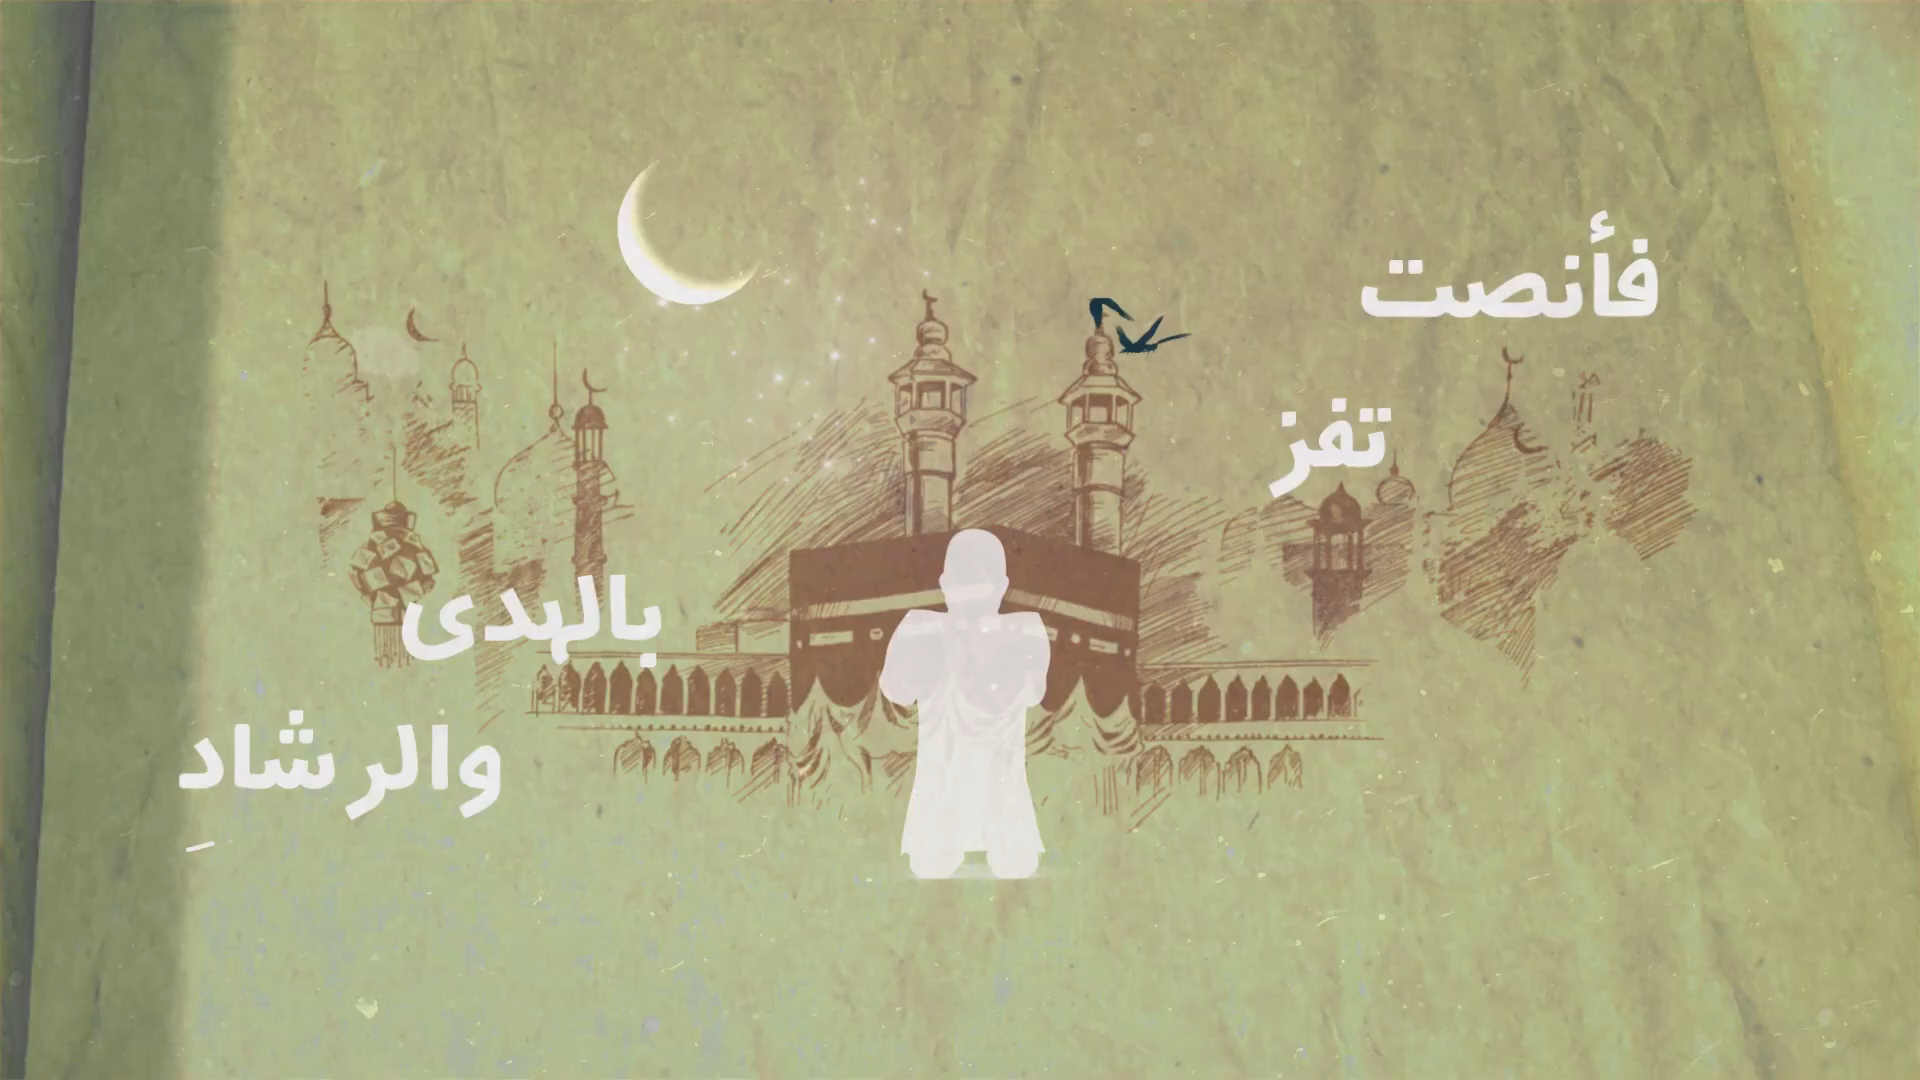 فأنصت
تفز
بالهدى
والرشادِ